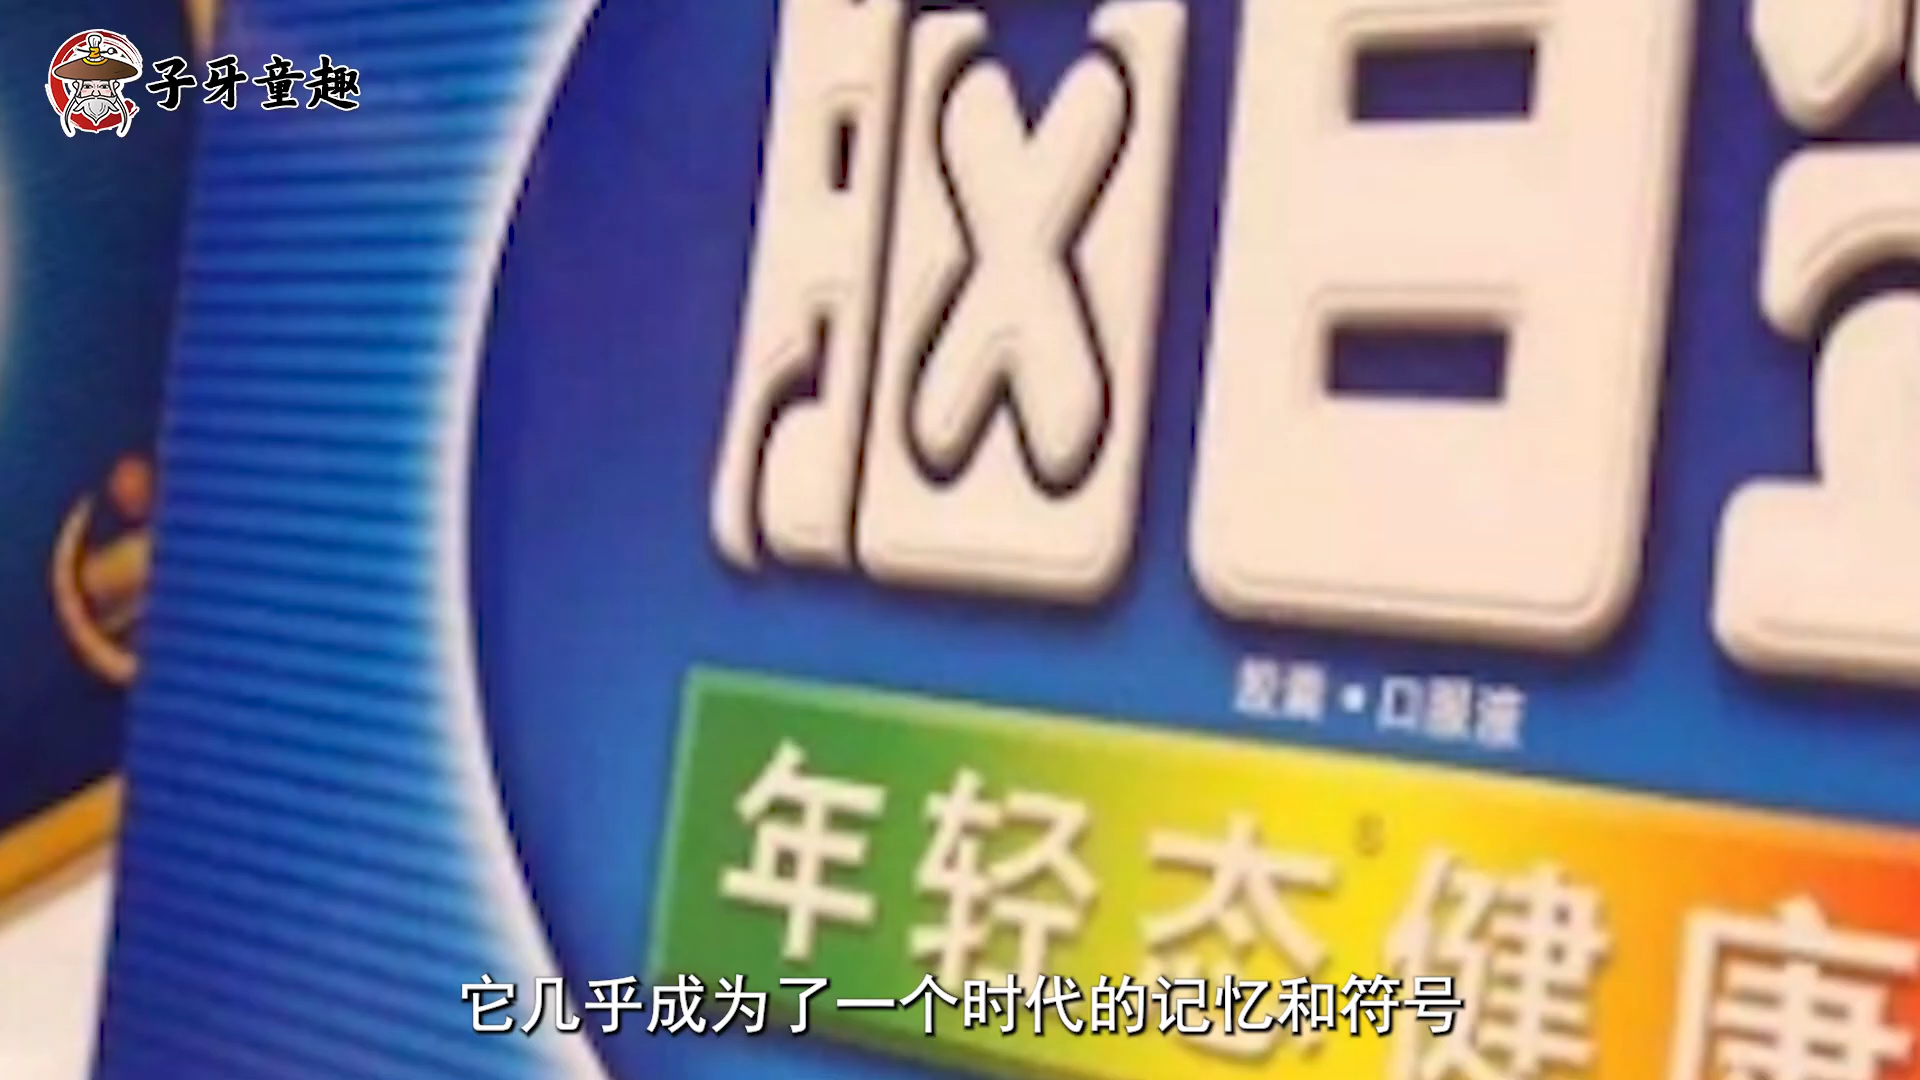 子牙童趣
脑白金
胶囊•口服液
年轻态®健康
它几乎成为了一个时代的记忆和符号